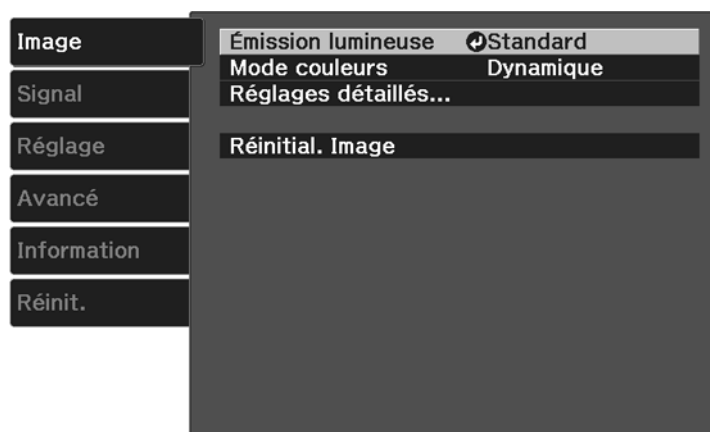 Image
Signal
Réglage
Avancé
Information
Réinit.
Émission lumineuse Standard
Mode couleurs Dynamique
Réglages détaillés...
Réinitial. Image